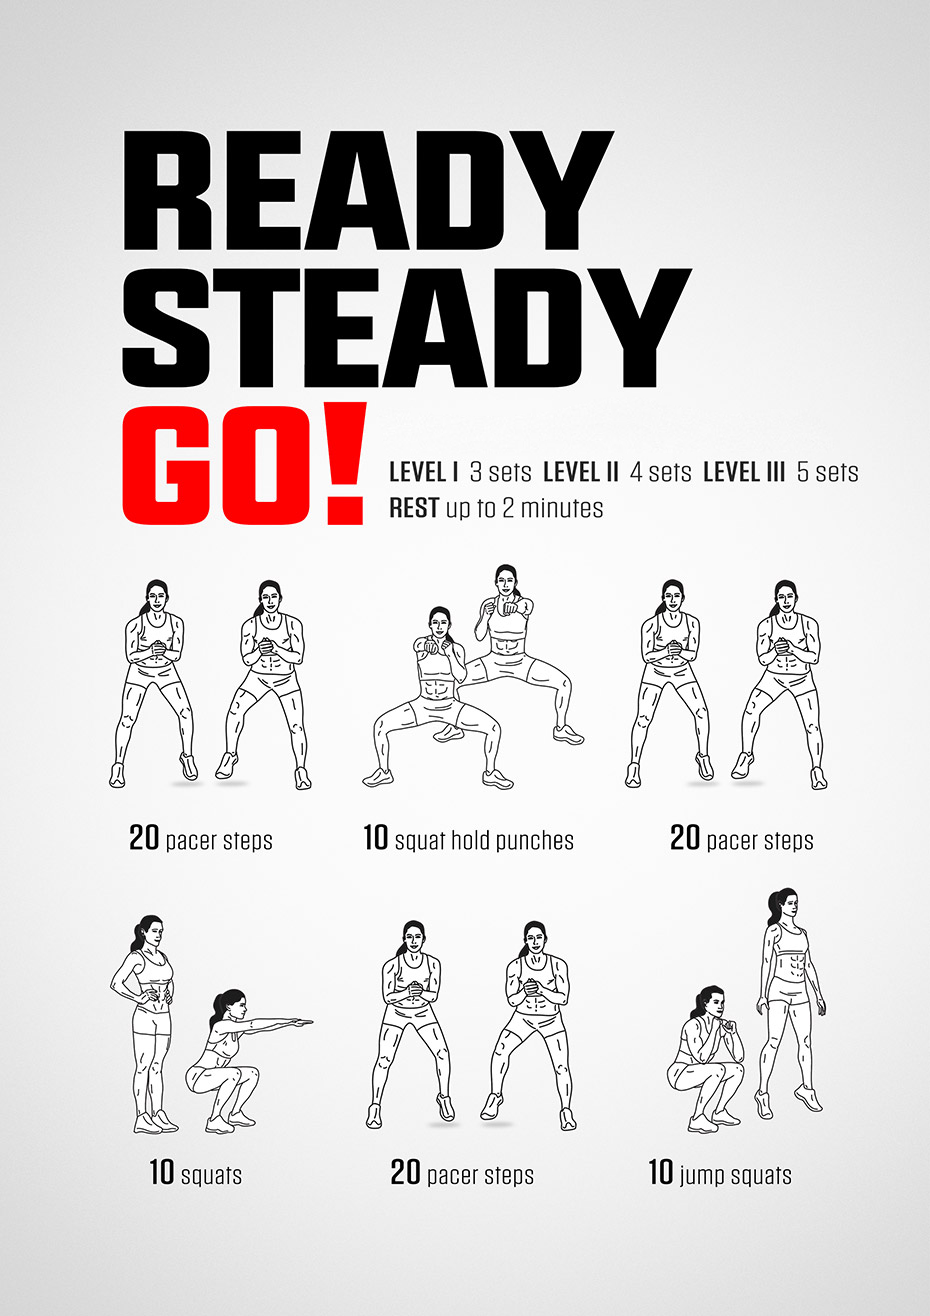 READY
STEADY
GO!
LEVEL I 3 sets LEVEL II 4 sets LEVEL III 5 sets
REST up to 2 minutes
20 pacer steps
10 squat hold punches
20 pacer steps
10 squats
20 pacer steps
10 jump squats